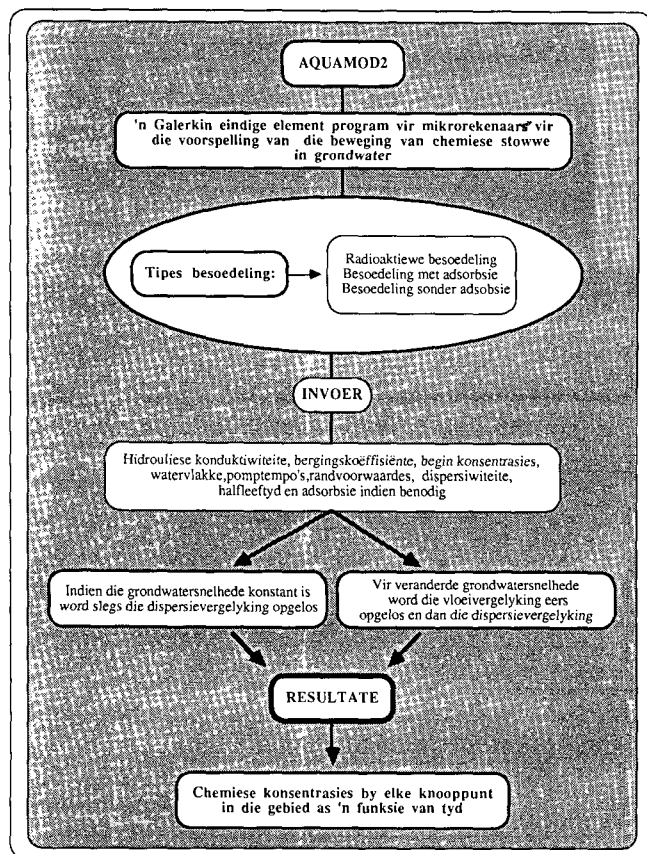 AQUAMOD2
'n Galerkin eindige element program vir mikrorekenaars vir
die voorspelling van die beweging van chemiese stowwe
in grondwater
Tipes besoedeling:
Radioaktiewe besoedeling
Besoedeling met adsorbsie
Besoedeling sonder adsobsie
INVOER
Hidrouliese konduktiwiteite, bergingskoëffisiënte, begin konsentrasies,
watervlakke,pomptempo's,randvoorwaardes, dispersiwiteite,
halfleeftyd en adsorbsie indien benodig
Indien die grondwatersnelhede konstant is
word slegs die dispersievergelyking opgelos
Vir veranderde grondwatersnelhede
word die vloeivergelyking eers
opgelos en dan die dispersievergelyking
RESULTATE
Chemiese konsentrasies by elke knooppunt
in die gebied as 'n funksie van tyd